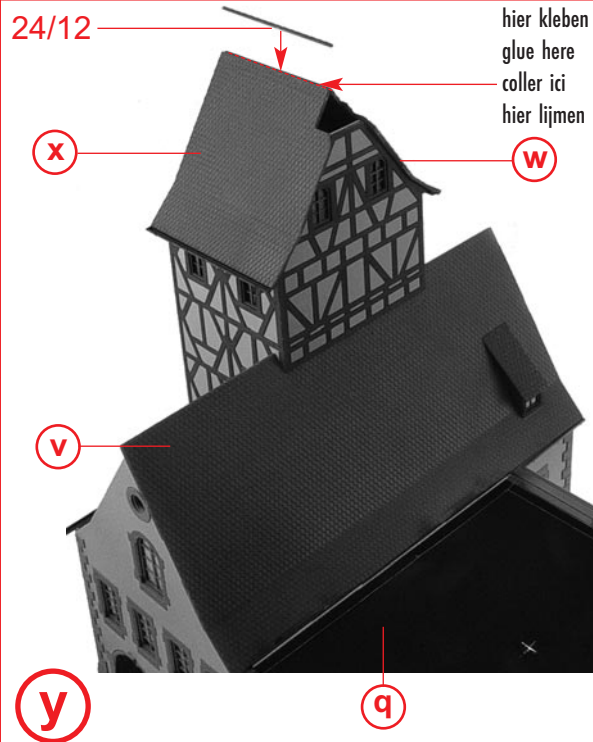 24/12
hier kleben
glue here
coller ici
hier lijmen
x
w
v
q
y